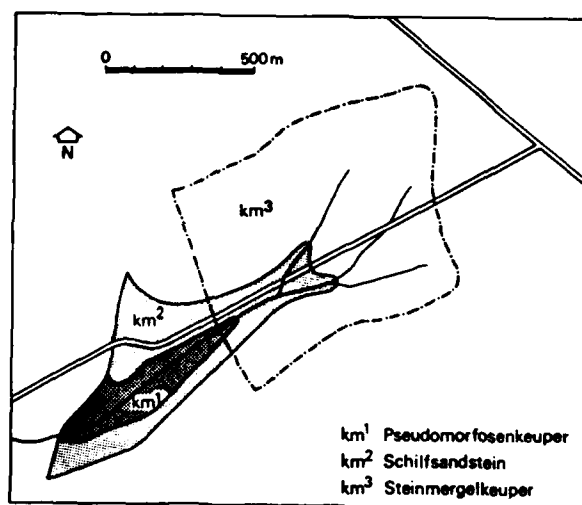 0 500 m
N
km³
km²
km¹
km¹ Pseudomorfosenkeuper
km² Schilfsandstein
km³ Steinmergelkeuper